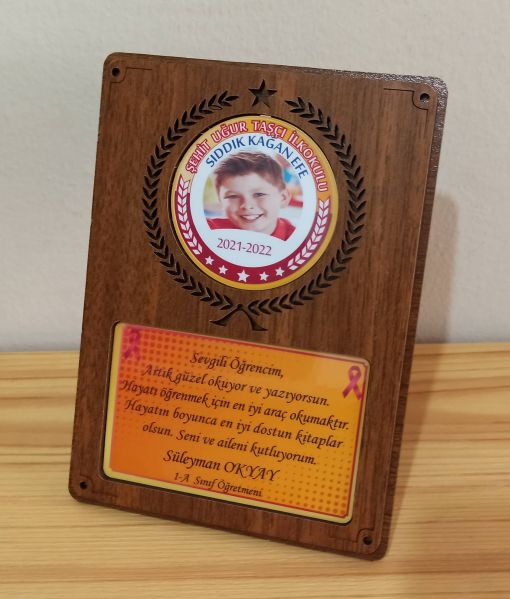 ŞEHİT UĞUR TAŞÇI İLKOKULU
SIDDIK KAĞAN EFE
2021-2022
Sevgili Öğrencim,
Artık güzel okuyor ve yazıyorsun.
Hayatı öğrenmek için en iyi araç okumaktır.
Hayatın boyunca en iyi dostun kitaplar
olsun. Seni ve aileni kutluyorum.
Süleyman OKYAY
1-A Sınıf Öğretmeni